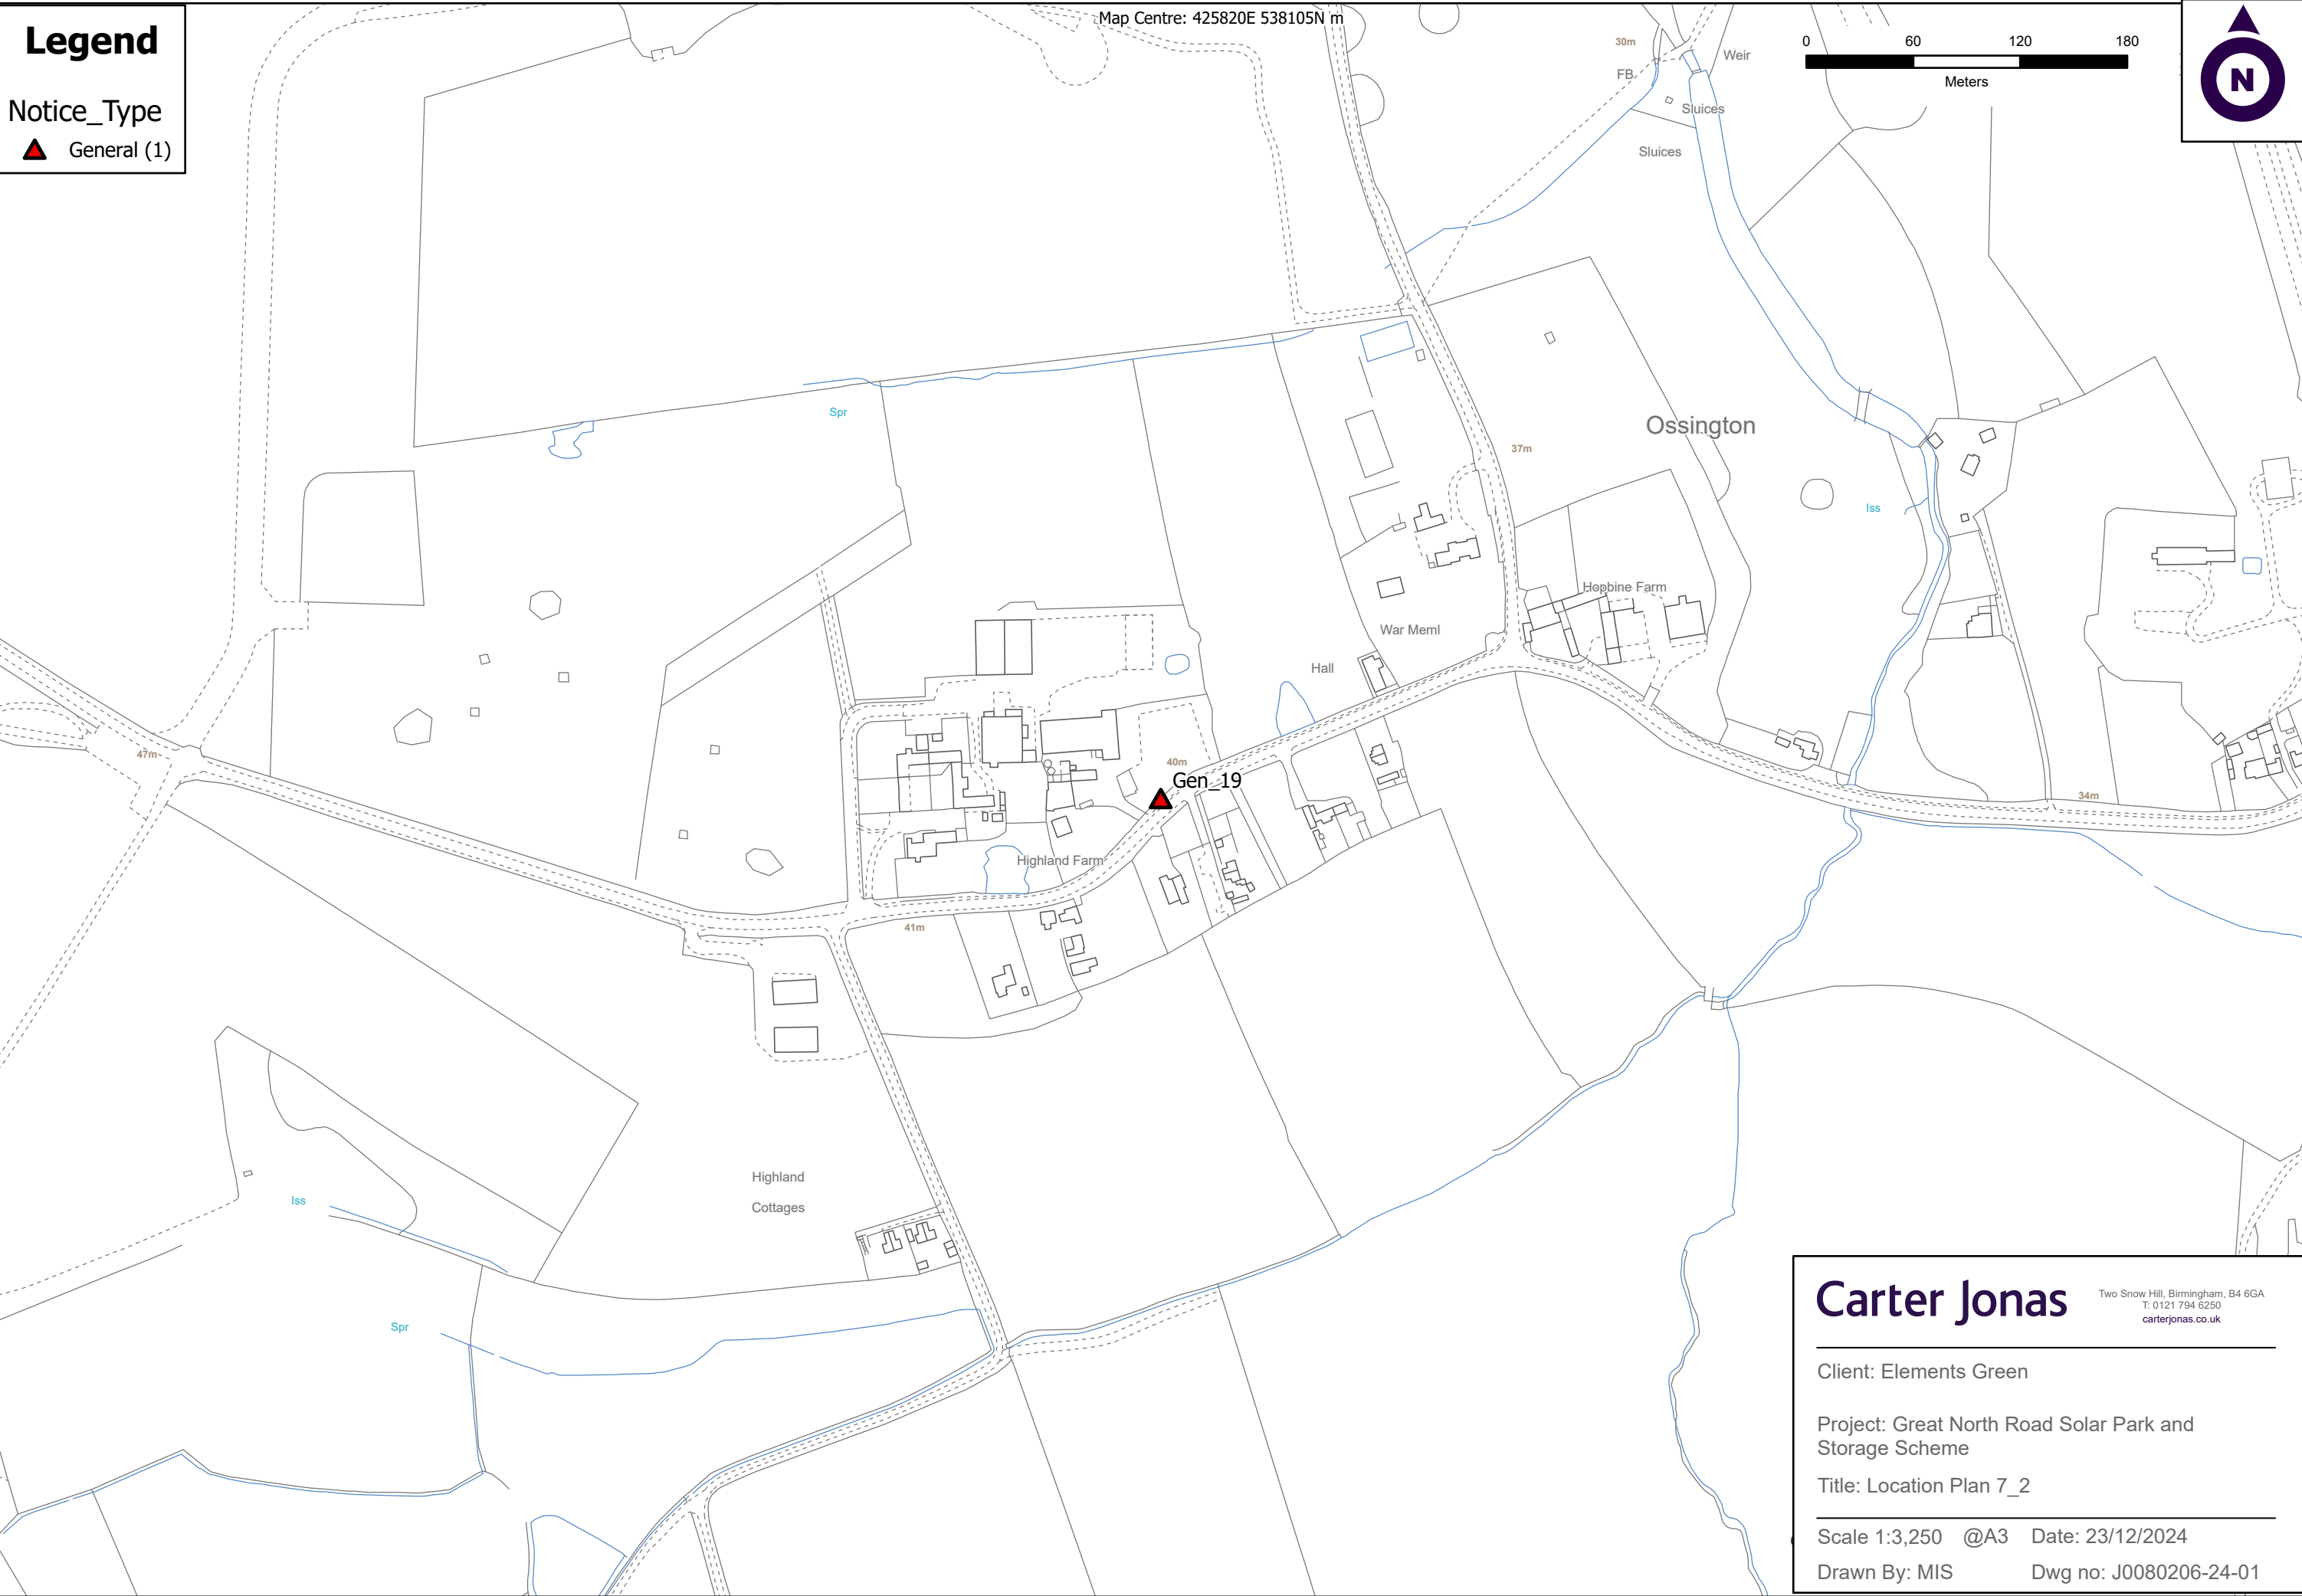 Map Centre: 425820E 538105N m
Legend
Notice_Type
General (1)
0 60 120 180
Meters
N
30m
FB
Weir
Sluices
Sluices
Spr
Ossington
37m
Iss
Hopbine Farm
War Meml
Hall
47m
40m
Gen_19
34m
Highland Farm
41m
Highland
Cottages
Iss
Spr
Carter Jonas
Two Snow Hill, Birmingham, B4 6GA
T: 0121 794 6250
carterjonas.co.uk
Client: Elements Green
Project: Great North Road Solar Park and
Storage Scheme
Title: Location Plan 7_2
Scale 1:3,250 @A3 Date: 23/12/2024
Drawn By: MIS Dwg no: J0080206-24-01